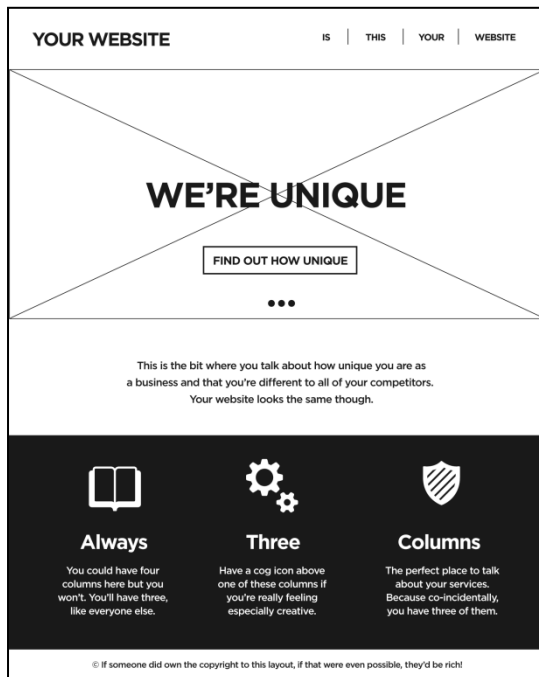 YOUR WEBSITE
IS
THIS
YOUR
WEBSITE
WE'RE UNIQUE
FIND OUT HOW UNIQUE
This is the bit where you talk about how unique you are as
a business and that you're different to all of your competitors.
Your website looks the same though.
Always
You could have four
columns here but you
won't. You'll have three,
like everyone else.
Three
Have a cog icon above
one of these columns if
you're really feeling
especially creative.
Columns
The perfect place to talk
about your services.
Because co-incidentally,
you have three of them.
© If someone did own the copyright to this layout, if that were even possible, they'd be rich!